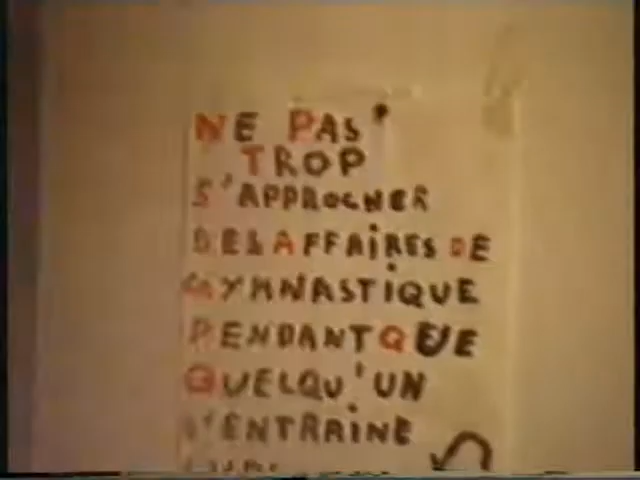 NE PAS
TROP
S'APPROCHER
DES AFFAIRES DE
GYMNASTIQUE
PENDANT QUE
QUELQU'UN
S'ENTRAINE